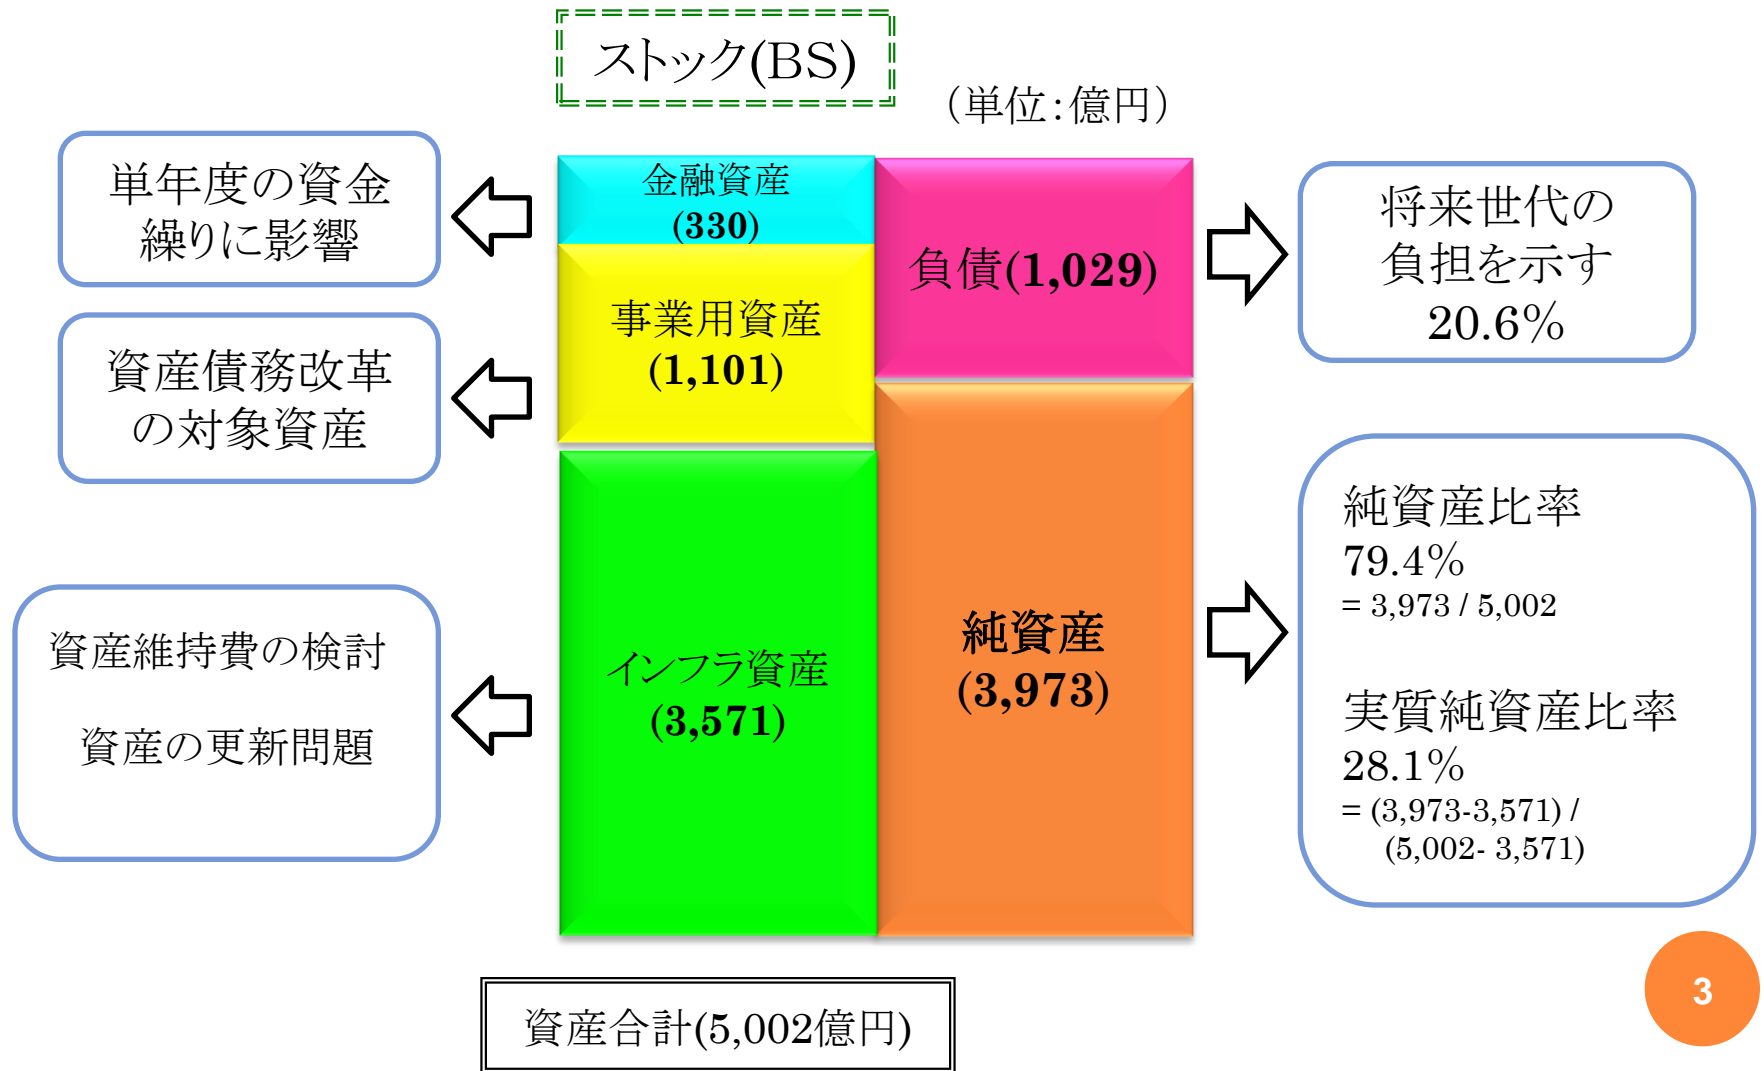 ストック(BS)
（単位：億円）
単年度の資金
繰りに影響
資産債務改革
の対象資産
資産維持費の検討
資産の更新問題
金融資産
(330)
事業用資産
(1,101)
インフラ資産
(3,571)
負債(1,029)
純資産
(3,973)
将来世代の
負担を示す
20.6%
純資産比率
79.4%
= 3,973 / 5,002
実質純資産比率
28.1%
= (3,973-3,571) /
(5,002- 3,571)
資産合計(5,002億円)
3